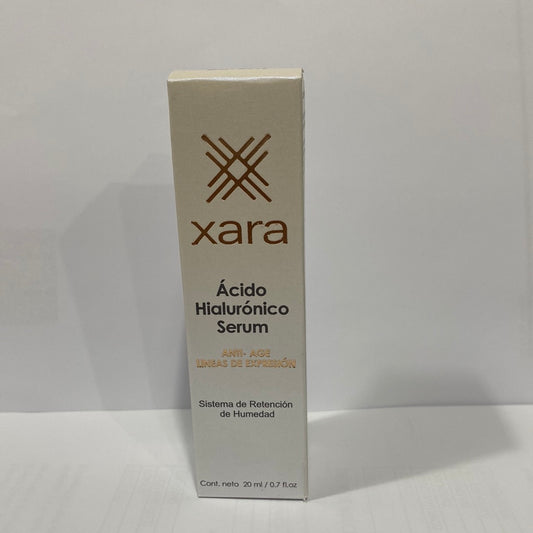 xara
Ácido
Hialurónico
Serum
ANTI- AGE
LINEAS DE EXPRESIÓN
Sistema de Retención
de Humedad
Cont. neto 20 ml / 0.7 fl.oz